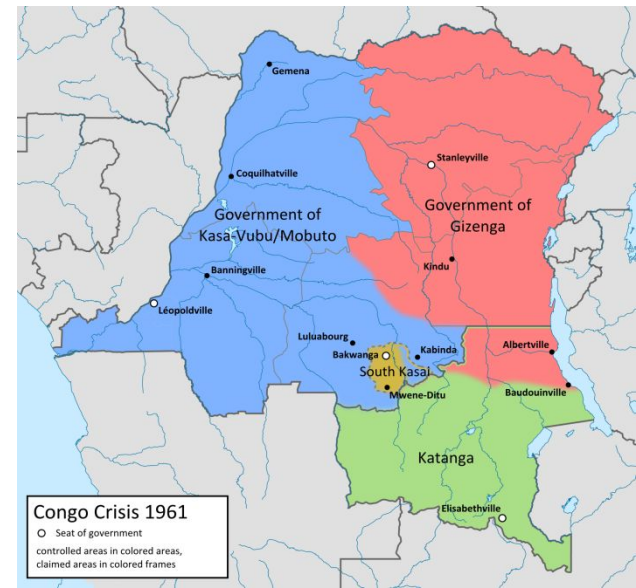 Gemena
Stanleyville
Coquilhatville
Government of
Kasa-Vubu/Mobuto
Government of
Gizenga
Kindu
Banningville
Léopoldville
Luluabourg
Bakwanga
Kabinda
South Kasai
Mwene-Ditu
Albertville
Baudouinville
Katanga
Elisabethville
Congo Crisis 1961
Seat of government
controlled areas in colored areas,
claimed areas in colored frames